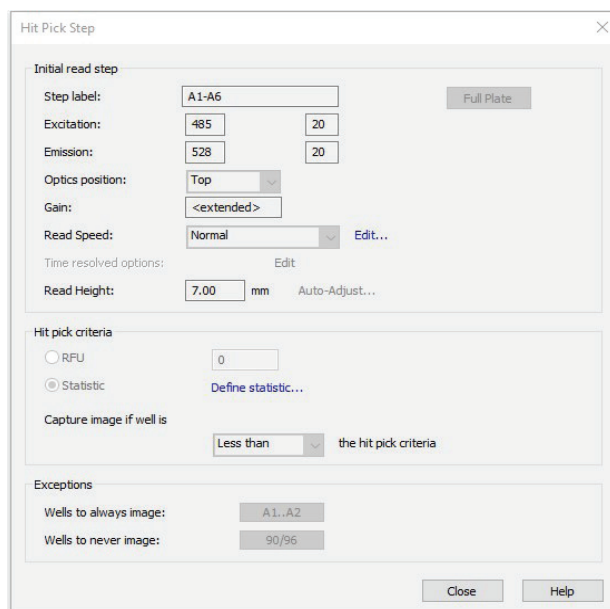 Hit Pick Step
Initial read step
Step label: A1-A6 Full Plate
Excitation: 485 20
Emission: 528 20
Optics position: Top
Gain: <extended>
Read Speed: Normal Edit...
Time resolved options: Edit
Read Height: 7.00 mm Auto-Adjust...
Hit pick criteria
RFU 0
Statistic Define statistic...
Capture image if well is
Less than the hit pick criteria
Exceptions
Wells to always image: A1..A2
Wells to never image: 90/96
Close Help